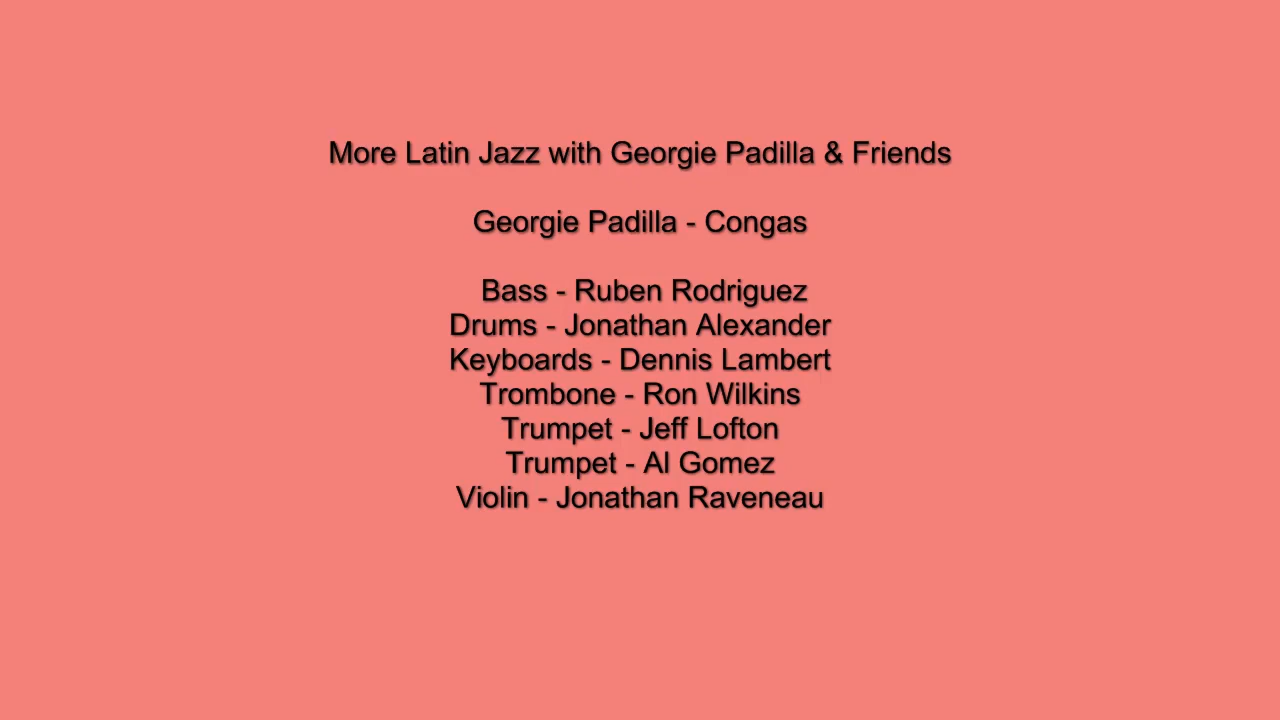 More Latin Jazz with Georgie Padilla & Friends
Georgie Padilla - Congas
Bass - Ruben Rodriguez
Drums - Jonathan Alexander
Keyboards - Dennis Lambert
Trombone - Ron Wilkins
Trumpet - Jeff Lofton
Trumpet - Al Gomez
Violin - Jonathan Raveneau